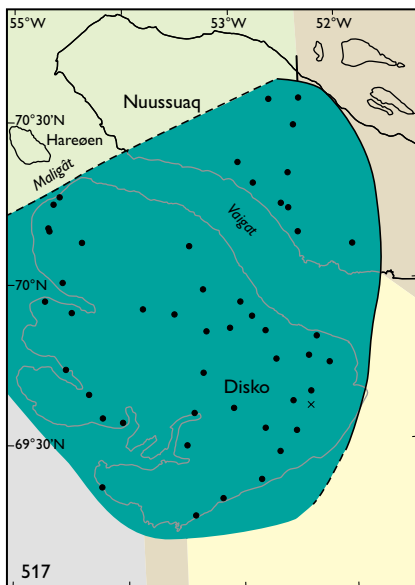 55°W 53°W 52°W
Nuussuaq
70°30'N
Hareøen
Maligât
Vaigat
70°N
Disko
69°30'N
517